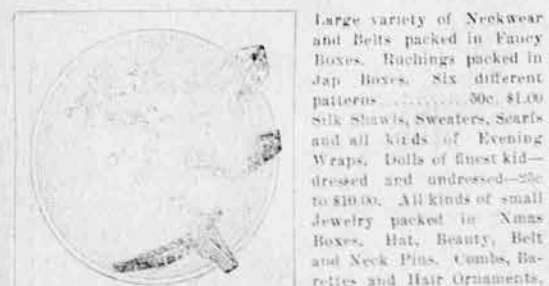 Large variety of Neckwear
and Belts packed in Fancy
Boxes. Ruchings packed in
Jap Boxes. Six different
patterns .......... 50c, $1.00
Silk Shawls, Sweaters, Scarfs
and all kinds of Evening
Wraps. Dolls of finest kid—
dressed and undressed—25c
to $10.00. All kinds of small
Jewelry packed in Xmas
Boxes. Hat, Beauty, Belt
and Neck Pins. Combs, Ba-
rettes and Hair Ornaments,